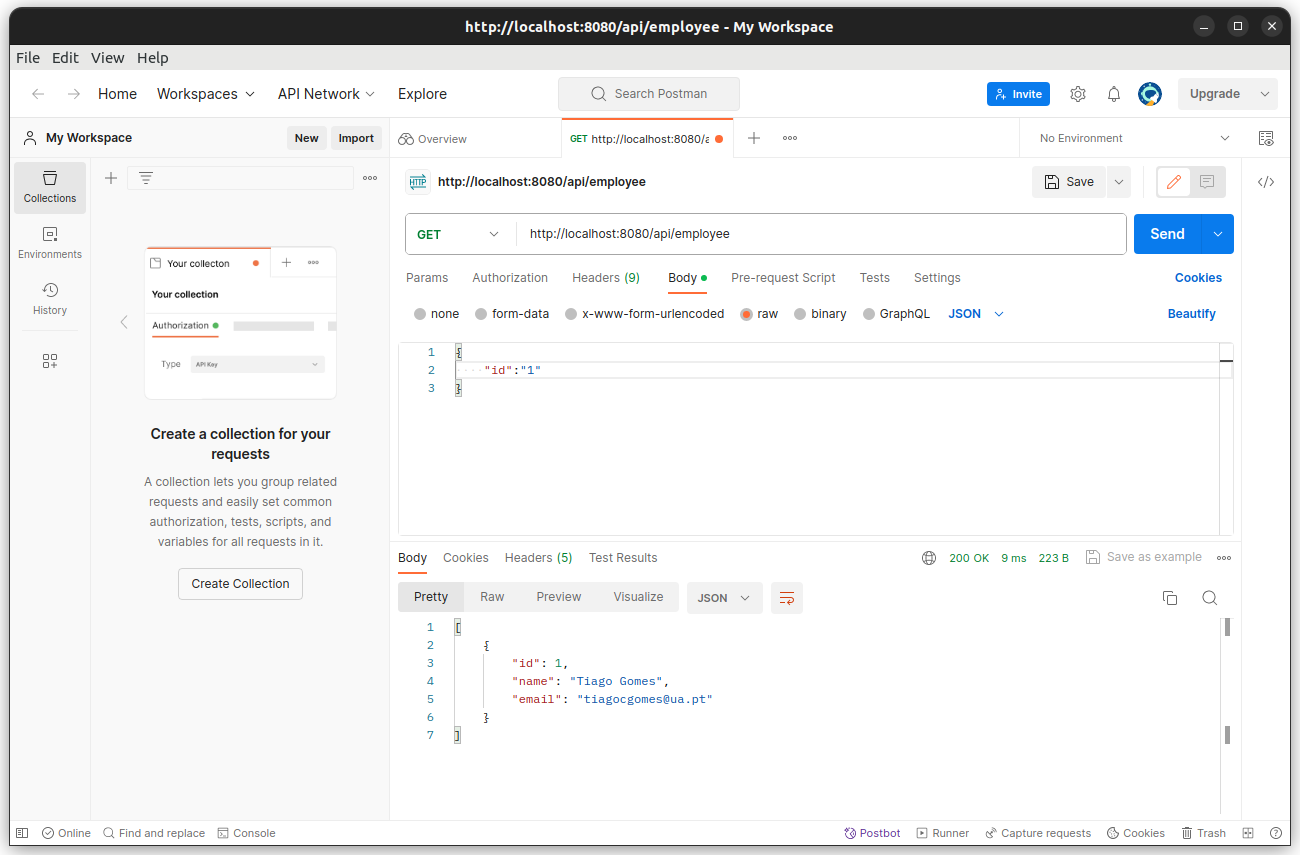 http://localhost:8080/api/employee - My Workspace
File Edit View Help
Home Workspaces API Network Explore Search Postman Invite Upgrade
My Workspace New Import Overview GET http://localhost:8080/a No Environment
HTTP http://localhost:8080/api/employee Save
Collections
Environments
History
Your collecton
Your collection
Authorization
Type API Key
Create a collection for your
requests
A collection lets you group related
requests and easily set common
authorization, tests, scripts, and
variables for all requests in it.
Create Collection
GET http://localhost:8080/api/employee Send
Params Authorization Headers (9) Body Pre-request Script Tests Settings Cookies
none form-data x-www-form-urlencoded raw binary GraphQL JSON Beautify
1 {
2 "id":"1"
3 }
Body Cookies Headers (5) Test Results 200 OK 9 ms 223 B Save as example
Pretty Raw Preview Visualize JSON
1 [
2 {
3 "id": 1,
4 "name": "Tiago Gomes",
5 "email": "tiagocgomes@ua.pt"
6 }
7 ]
Online Find and replace Console Postbot Runner Capture requests Cookies Trash